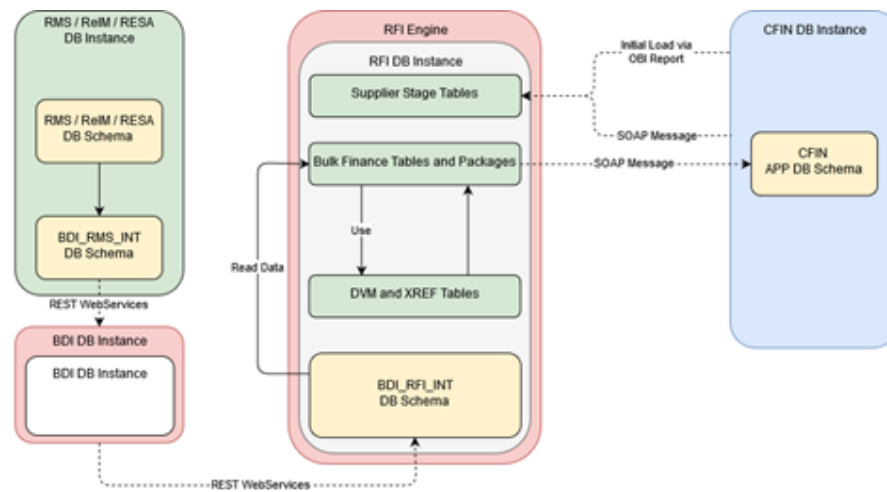 RMS / ReIM / RESA
DB Instance
RMS / ReIM / RESA
DB Schema
BDI_RMS_INT
DB Schema
REST WebServices
BDI DB Instance
BDI DB Instance
REST WebServices
RFI Engine
RFI DB Instance
Supplier Stage Tables
Bulk Finance Tables and Packages
Use
Read Data
DVM and XREF Tables
BDI_RFI_INT
DB Schema
Initial Load via
OBI Report
SOAP Message
SOAP Message
CFIN DB Instance
CFIN
APP DB Schema